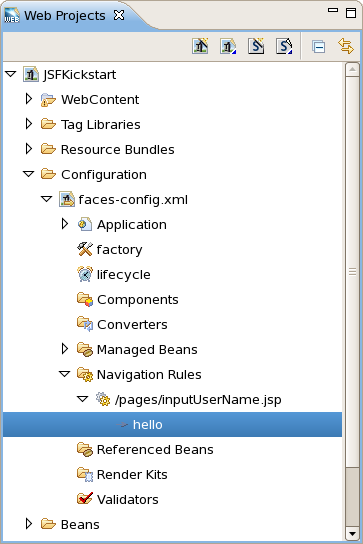 Web Projects
JSFKickstart
WebContent
Tag Libraries
Resource Bundles
Configuration
faces-config.xml
Application
factory
lifecycle
Components
Converters
Managed Beans
Navigation Rules
/pages/inputUserName.jsp
hello
Referenced Beans
Render Kits
Validators
Beans